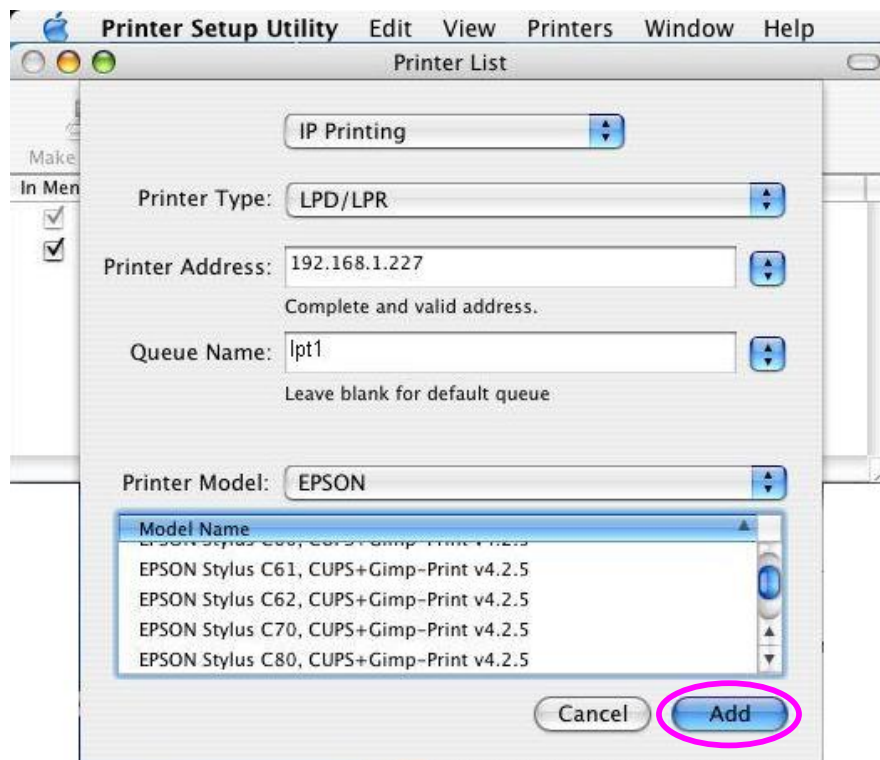 Printer Setup Utility Edit View Printers Window Help
Printer List
Make
In Men
IP Printing
Printer Type: LPD/LPR
Printer Address: 192.168.1.227
Complete and valid address.
Queue Name: lpt1
Leave blank for default queue
Printer Model: EPSON
Model Name
EPSON Stylus C61, CUPS+Gimp-Print v4.2.5
EPSON Stylus C62, CUPS+Gimp-Print v4.2.5
EPSON Stylus C70, CUPS+Gimp-Print v4.2.5
EPSON Stylus C80, CUPS+Gimp-Print v4.2.5
Cancel Add